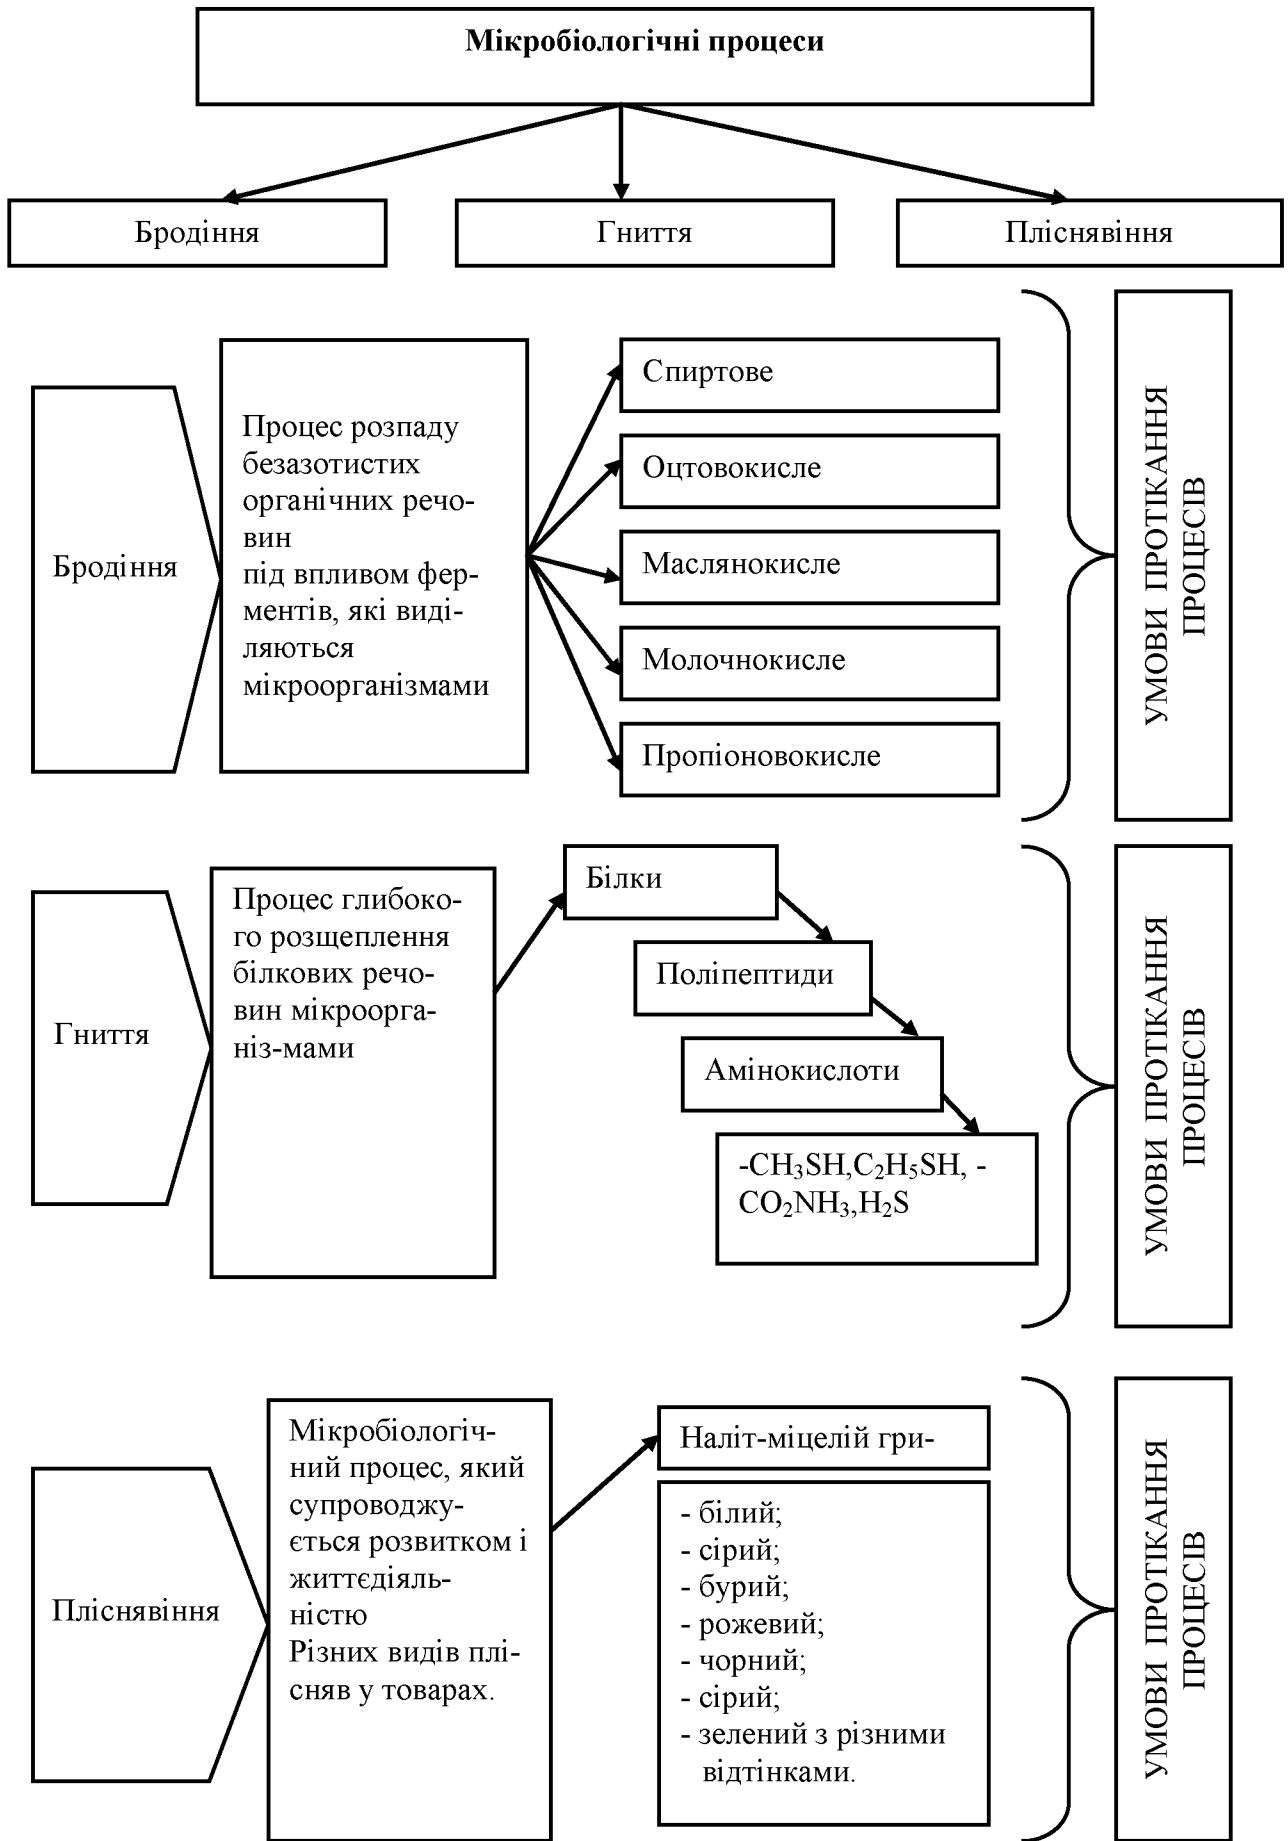 Мікробіологічні процеси
Бродіння
Гниття
Пліснявіння
Бродіння
Процес розпаду
безазотистих
органічних речо-
вин
під впливом фер-
ментів, які виді-
ляються
мікроорганізмами
Спиртове
Оцтовокисле
Маслянокисле
Молочнокисле
Пропіоновокисле
УМОВИ ПРОТІКАННЯ
ПРОЦЕСІВ
Гниття
Процес глибоко-
го розщеплення
білкових речо-
вин мікроорга-
ніз-мами
Білки
Поліпептиди
Амінокислоти
-CH₃SH,C₂H₅SH, -
CO₂NH₃,H₂S
УМОВИ ПРОТІКАННЯ
ПРОЦЕСІВ
Пліснявіння
Мікробіологіч-
ний процес, який
супроводжу-
ється розвитком і
життєдіяль-
ністю
Різних видів плі-
сняв у товарах.
Наліт-міцелій гри-
- білий;
- сірий;
- бурий;
- рожевий;
- чорний;
- сірий;
- зелений з різними
відтінками.
УМОВИ ПРОТІКАННЯ
ПРОЦЕСІВ